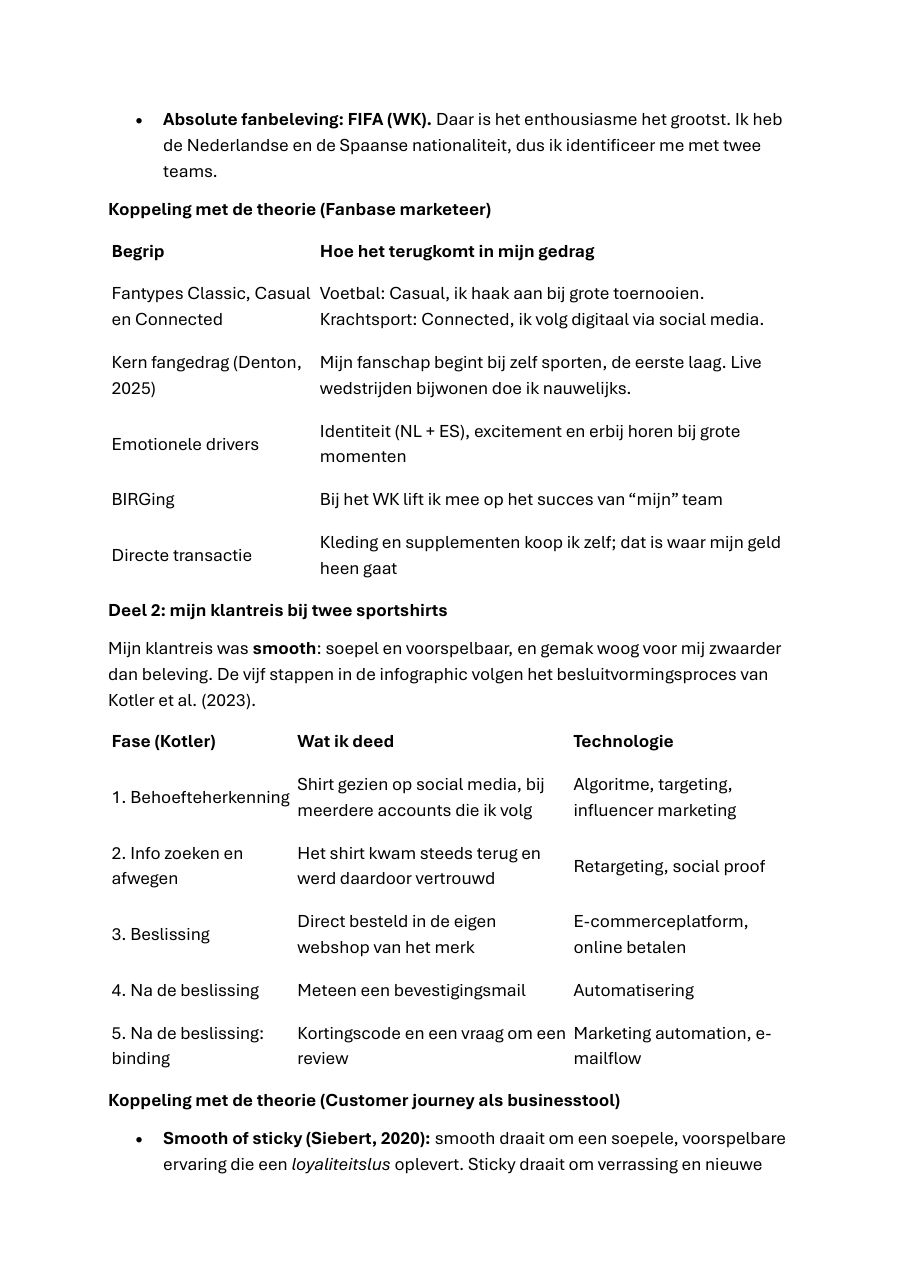 • Absolute fanbeleving: FIFA (WK). Daar is het enthousiasme het grootst. Ik heb
de Nederlandse en de Spaanse nationaliteit, dus ik identificeer me met twee
teams.
Koppeling met de theorie (Fanbase marketeer)
Begrip Hoe het terugkomt in mijn gedrag
Fantypes Classic, Casual Voetbal: Casual, ik haak aan bij grote toernooien.
en Connected Krachtsport: Connected, ik volg digitaal via social media.
Kern fangedrag (Denton, Mijn fanschap begint bij zelf sporten, de eerste laag. Live
2025) wedstrijden bijwonen doe ik nauwelijks.
Emotionele drivers Identiteit (NL + ES), excitement en erbij horen bij grote
momenten
BIRGing Bij het WK lift ik mee op het succes van “mijn” team
Directe transactie Kleding en supplementen koop ik zelf; dat is waar mijn geld
heen gaat
Deel 2: mijn klantreis bij twee sportshirts
Mijn klantreis was smooth: soepel en voorspelbaar, en gemak woog voor mij zwaarder
dan beleving. De vijf stappen in de infographic volgen het besluitvormingsproces van
Kotler et al. (2023).
Fase (Kotler) Wat ik deed Technologie
1. Behoefteherkenning Shirt gezien op social media, bij Algoritme, targeting,
meerdere accounts die ik volg influencer marketing
2. Info zoeken en Het shirt kwam steeds terug en Retargeting, social proof
afwegen werd daardoor vertrouwd
3. Beslissing Direct besteld in de eigen E-commerceplatform,
webshop van het merk online betalen
4. Na de beslissing Meteen een bevestigingsmail Automatisering
5. Na de beslissing: Kortingscode en een vraag om een Marketing automation, e-
binding review mailflow
Koppeling met de theorie (Customer journey als businesstool)
• Smooth of sticky (Siebert, 2020): smooth draait om een soepele, voorspelbare
ervaring die een loyaliteitslus oplevert. Sticky draait om verrassing en nieuwe